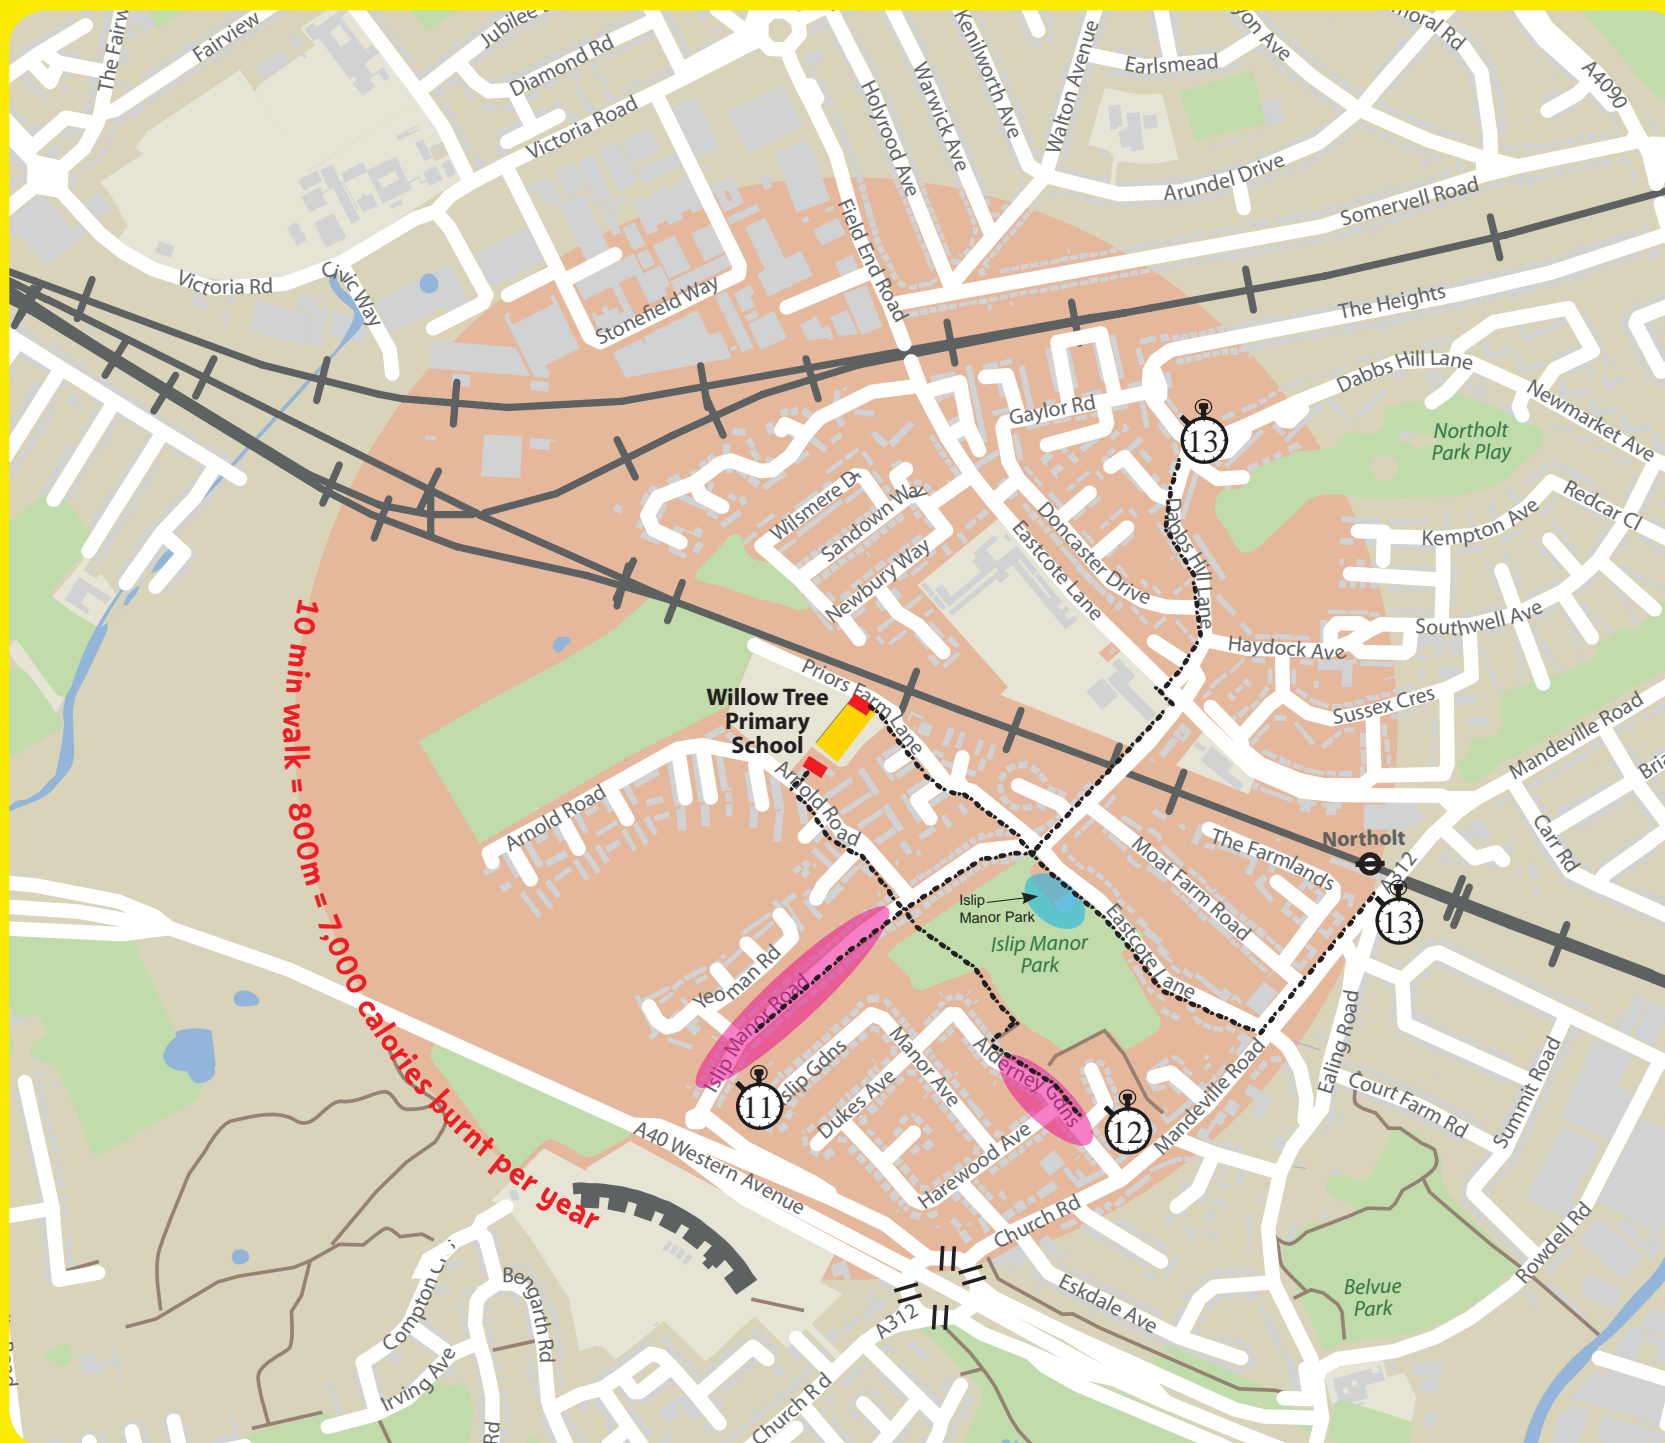 Fairview
Diamond Rd
Victoria Road
Holyrood Ave
Warwick Ave
Kenilworth Ave
Walton Avenue
Earlsmead
A4090
Arundel Drive
Somervell Road
Field End Road
Victoria Rd
Civic Way
Stonefield Way
The Heights
Dabbs Hill Lane
Newmarket Ave
Gaylor Rd
13
Northolt
Park Play
Redcar Cl
Kempton Ave
Southwell Ave
Sandown Way
Newbury Way
Doncaster Drive
Eastcote Lane
Dabbs Hill Lane
Haydock Ave
Sussex Cres
Mandeville Road
10 min walk = 800m = 7,000 calories burnt per year
Willow Tree
Primary
School
Priors Farm Lane
Arnold Road
Arnold Road
Northolt
A312
13
The Farmlands
Moat Farm Road
Carr Rd
Islip
Manor Park
Islip Manor
Park
Eastcote Lane
Yeoman Rd
Islip Manor Road
11
Islip Gdns
Dukes Ave
Manor Ave
Alderney Gdns
12
Harewood Ave
Mandeville Road
Ealing Road
Court Farm Rd
Summit Road
Rowdell Rd
A40 Western Avenue
Church Rd
Eskdale Ave
Belvue
Park
A312
Church Rd
Bengarth Rd
Irving Ave
Rd